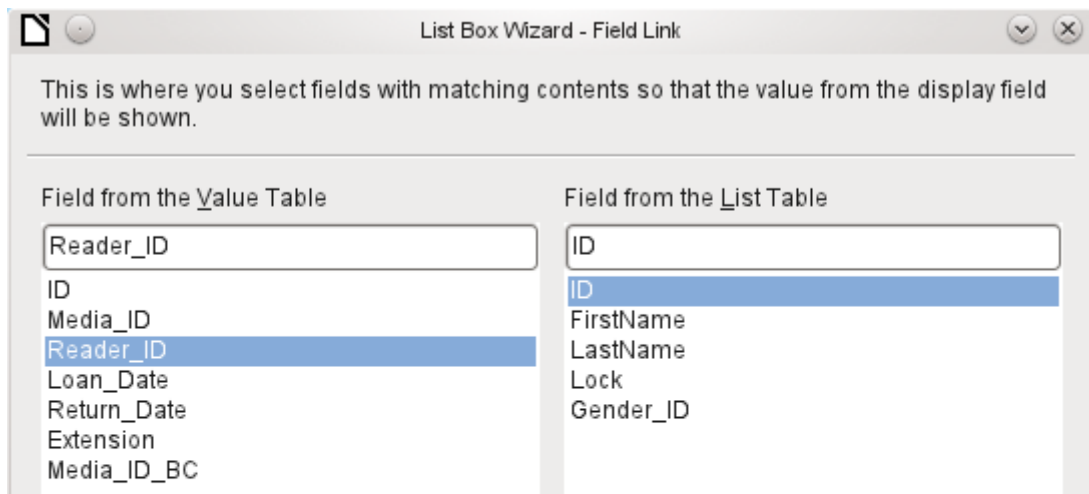 List Box Wizard - Field Link
This is where you select fields with matching contents so that the value from the display field
will be shown.
Field from the Value Table
Reader_ID
ID
Media_ID
Reader_ID
Loan_Date
Return_Date
Extension
Media_ID_BC
Field from the List Table
ID
ID
FirstName
LastName
Lock
Gender_ID